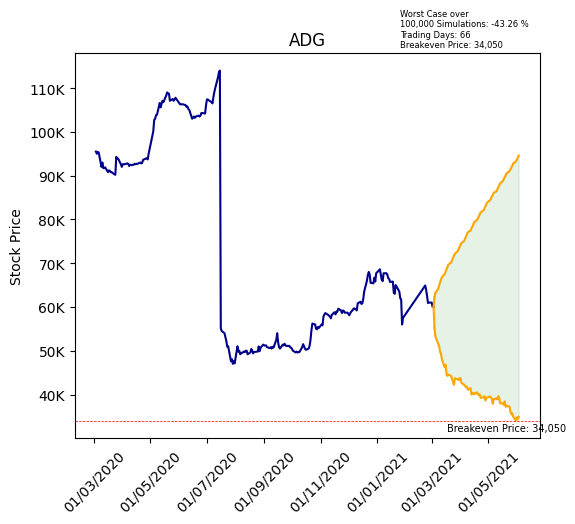 Worst Case over
100,000 Simulations: -43.26 %
Trading Days: 66
Breakeven Price: 34,050
ADG
Stock Price
110K
100K
90K
80K
70K
60K
50K
40K
Breakeven Price: 34,050
01/03/2020
01/05/2020
01/07/2020
01/09/2020
01/11/2020
01/01/2021
01/03/2021
01/05/2021